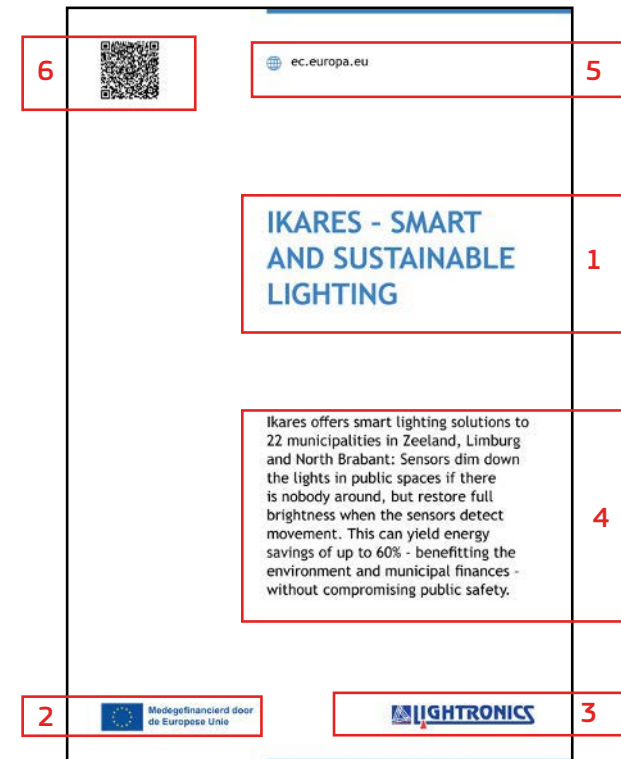 6
ec.europa.eu
5
IKARES - SMART
AND SUSTAINABLE
LIGHTING
1
Ikares offers smart lighting solutions to
22 municipalities in Zeeland, Limburg
and North Brabant: Sensors dim down
the lights in public spaces if there
is nobody around, but restore full
brightness when the sensors detect
movement. This can yield energy
savings of up to 60% - benefitting the
environment and municipal finances -
without compromising public safety.
4
2
Medegefinancierd door
de Europese Unie
LIGHTRONICS
3